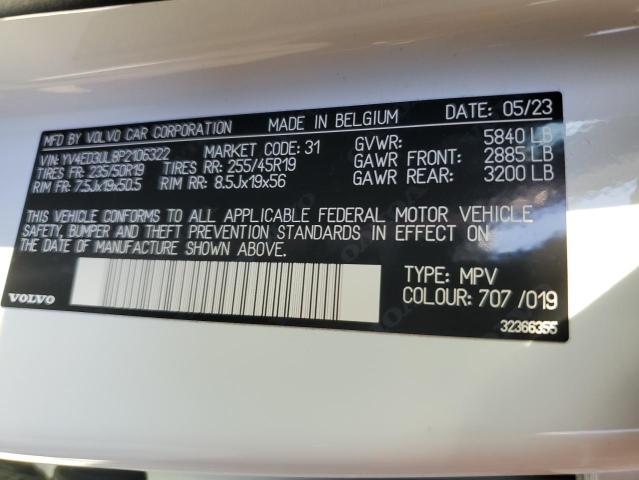 MFD BY VOLVO CAR CORPORATION MADE IN BELGIUM DATE: 05/23
VIN: YV4ED3UL8P2106322 MARKET CODE: 31 GVWR: 5840 LB
TIRES FR: 235/50R19 TIRES RR: 255/45R19 GAWR FRONT: 2885 LB
RIM FR: 7.5Jx19x50.5 RIM RR: 8.5Jx19x56 GAWR REAR: 3200 LB
THIS VEHICLE CONFORMS TO ALL APPLICABLE FEDERAL MOTOR VEHICLE
SAFETY, BUMPER AND THEFT PREVENTION STANDARDS IN EFFECT ON
THE DATE OF MANUFACTURE SHOWN ABOVE.
TYPE: MPV
COLOUR: 707 /019
VOLVO
32366355